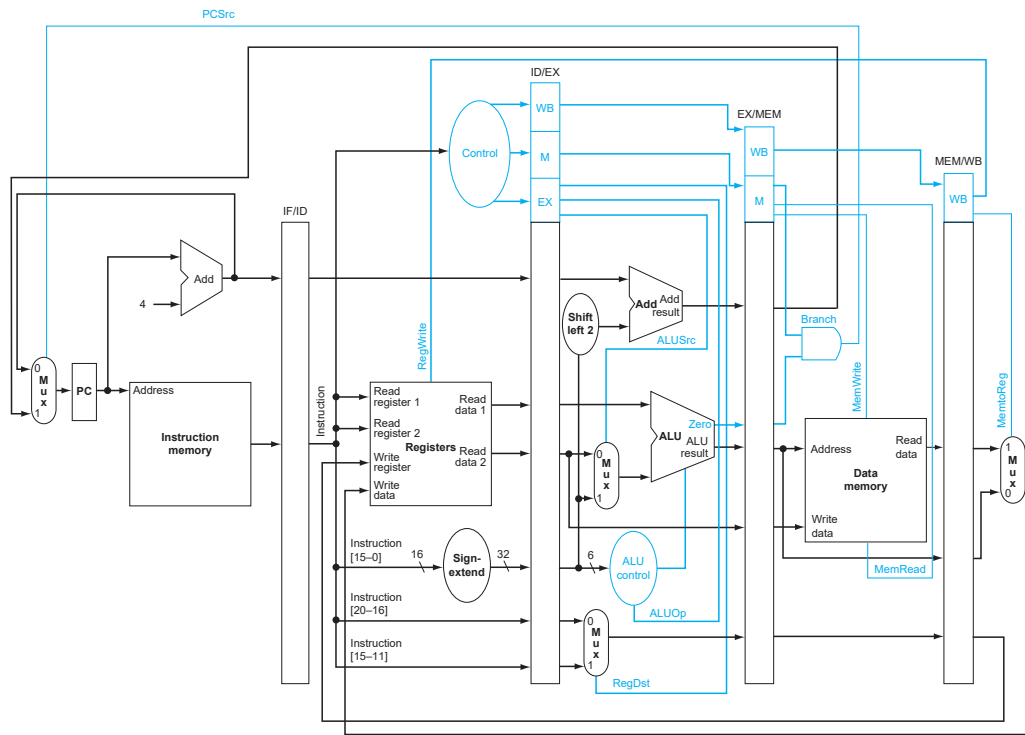 PCSrc
ID/EX
WB
EX/MEM
Control
M
WB
MEM/WB
EX
M
WB
IF/ID
Add
4
Add
Add
result
Shift
left 2
Branch
RegWrite
ALUSrc
MemWrite
MemtoReg
0
M
u
x
1
PC
Address
Instruction
memory
Instruction
Read
register 1
Read
data 1
Read
register 2
Registers
Read
data 2
Write
register
Write
data
0
M
u
x
1
Zero
ALU
ALU
result
Address
Read
data
Data
memory
Write
data
1
M
u
x
0
Instruction
[15–0]
16
Sign-
extend
32
6
ALU
control
MemRead
Instruction
[20–16]
ALUOp
0
M
u
x
1
Instruction
[15–11]
RegDst